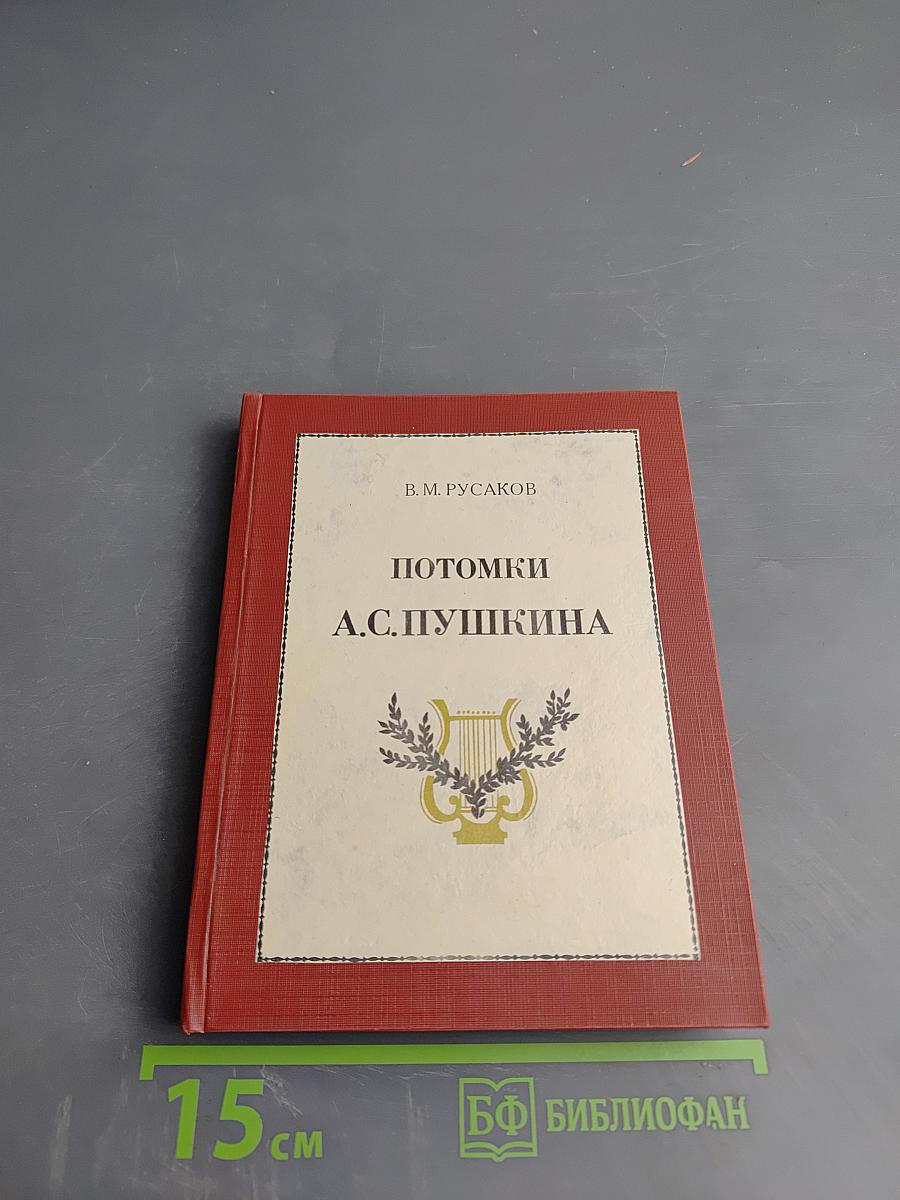 В. М. РУСАКОВ
ПОТОМКИ
А.С.ПУШКИНА
15 см
БФ БИБЛИОФАН